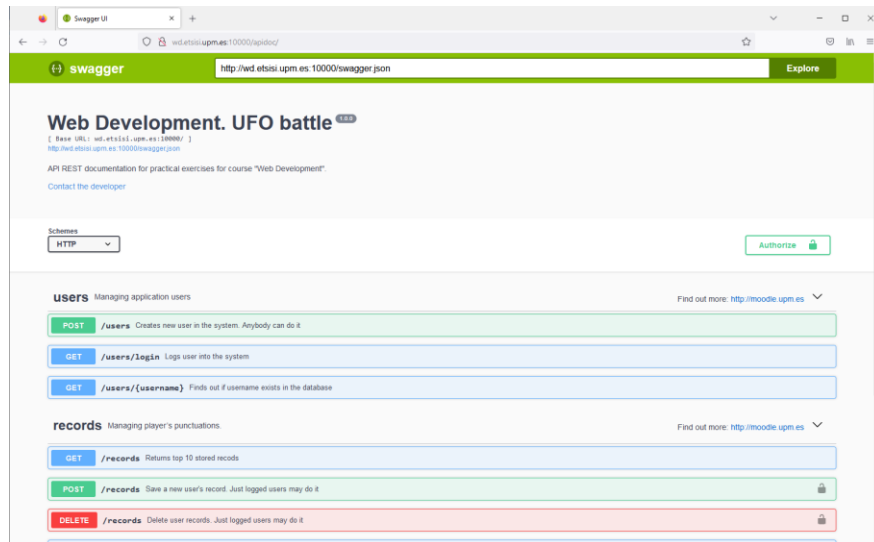 Swagger UI
wd.etsisi.upm.es:10000/apidoc/
swagger
http://wd.etsisi.upm.es:10000/swagger.json
Explore
Web Development. UFO battle 1.0.0
[ Base URL: wd.etsisi.upm.es:10000/ ]
http://wd.etsisi.upm.es:10000/swagger.json
API REST documentation for practical exercises for course "Web Development".
Contact the developer
Schemes
HTTP
Authorize
users Managing application users
Find out more: http://moodle.upm.es
POST /users Creates new user in the system. Anybody can do it
GET /users/login Logs user into the system
GET /users/{username} Finds out if username exists in the database
records Managing player's punctuations.
Find out more: http://moodle.upm.es
GET /records Returns top 10 stored recods
POST /records Save a new user's record. Just logged users may do it
DELETE /records Delete user records. Just logged users may do it